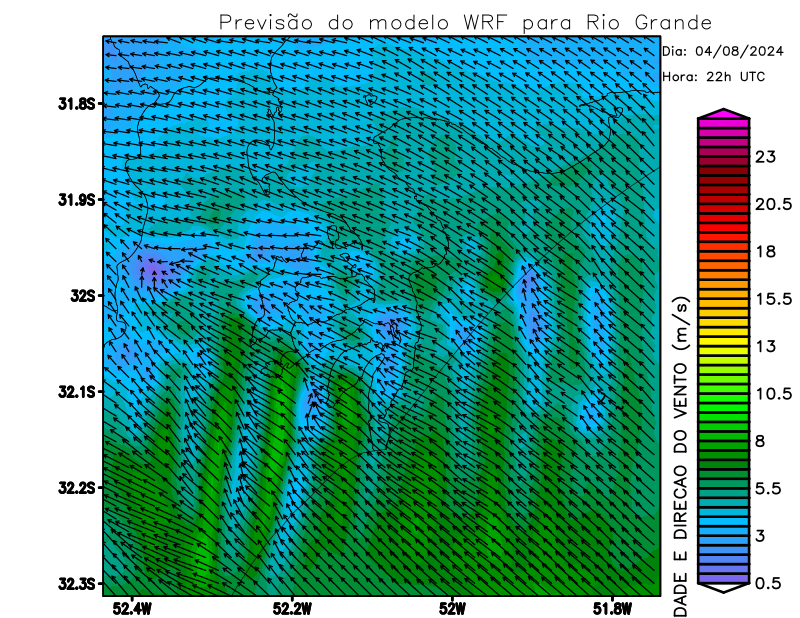 Previsão do modelo WRF para Rio Grande
Dia: 04/08/2024
Hora: 22h UTC
31.8S
31.9S
32S
32.1S
32.2S
32.3S
52.4W
52.2W
52W
51.8W
23
20.5
18
15.5
13
10.5
8
5.5
3
0.5
DADE E DIRECAO DO VENTO (m/s)